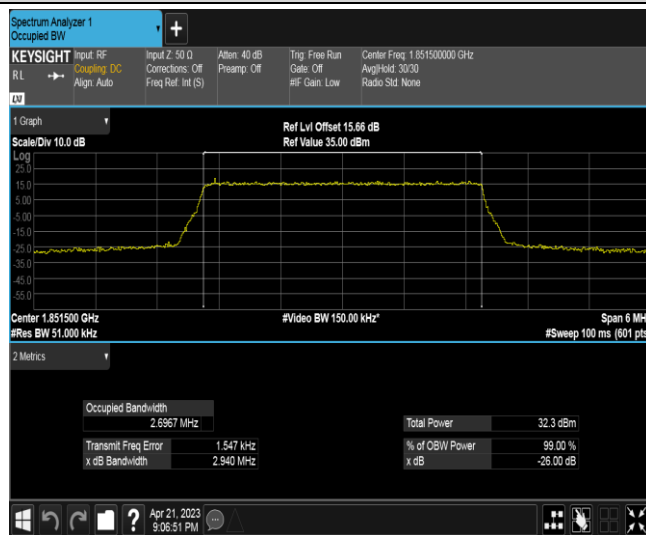 Spectrum Analyzer 1
Occupied BW
+
KEYSIGHT Input: RF Input Z: 50 Ω Atten: 40 dB Trig: Free Run Center Freq: 1.851500000 GHz
RL Coupling: DC Corrections: Off Preamp: Off Gate: Off Avg|Hold: 30/30
Align: Auto Freq Ref: Int (S) #IF Gain: Low Radio Std: None
LXI
1 Graph
Ref Lvl Offset 15.66 dB
Scale/Div 10.0 dB Ref Value 35.00 dBm
Log
25.0
15.0
5.00
-5.00
-15.0
-25.0
-35.0
-45.0
-55.0
Center 1.851500 GHz #Video BW 150.00 kHz* Span 6 MH
#Res BW 51.000 kHz #Sweep 100 ms (601 pts
2 Metrics
Occupied Bandwidth
2.6967 MHz Total Power 32.3 dBm
Transmit Freq Error 1.547 kHz % of OBW Power 99.00 %
x dB Bandwidth 2.940 MHz x dB -26.00 dB
? Apr 21, 2023
9:06:51 PM